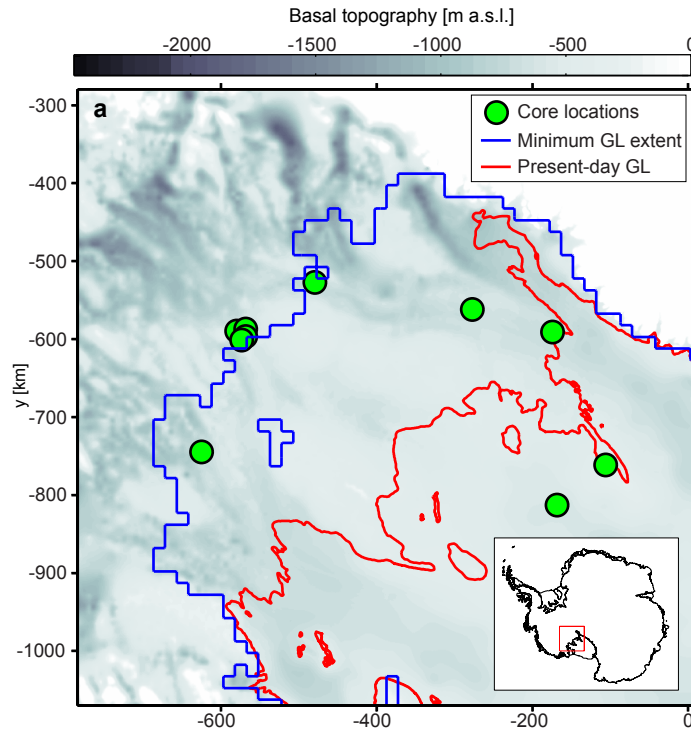 Basal topography [m a.s.l.]
-2000 -1500 -1000 -500 0
a
Core locations
Minimum GL extent
Present-day GL
-300
-400
-500
-600
-700
-800
-900
-1000
y [km]
-600 -400 -200 0